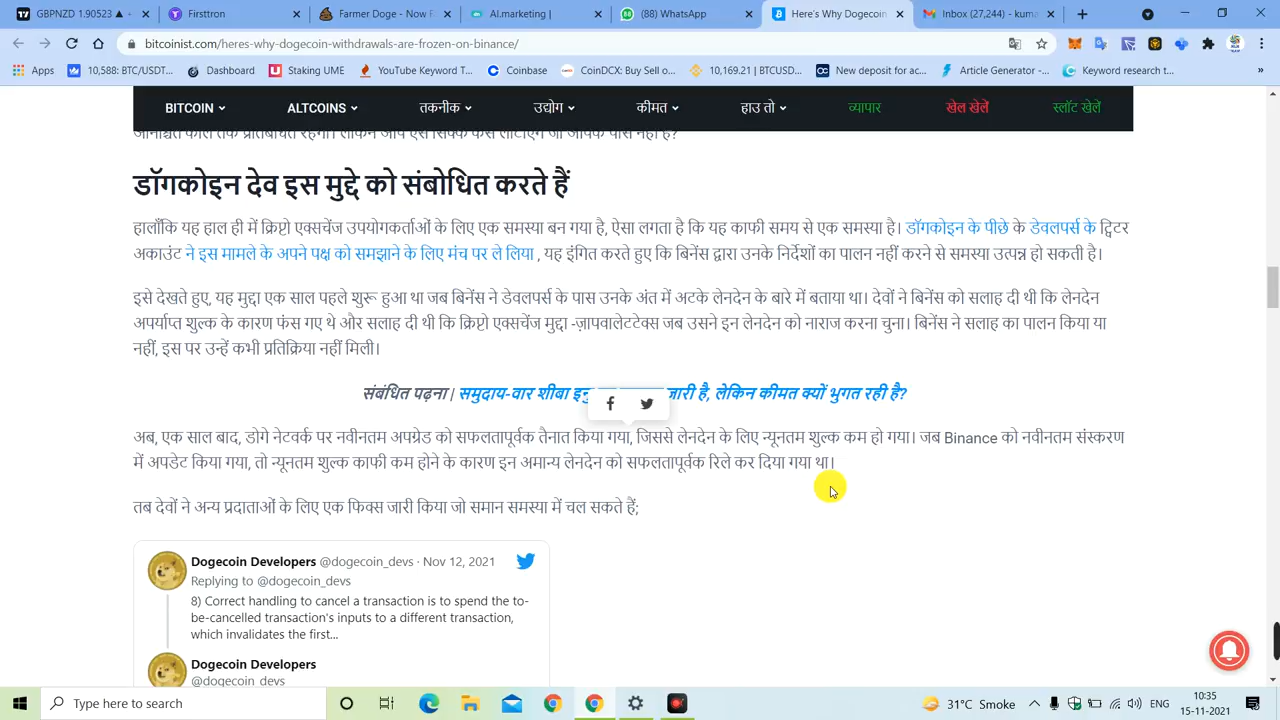 GBPNZD 1.90317
TradingVi
CoinMarketC
(88) WhatsApp
Here's Why Dogecoin
Index (27,244) - kuma
bitcoinist.com/heres-why-dogecoin-withdrawals-are-frozen-on-binance/
Apps
10,588: BTC/USDT...
Dashboard
Staking UME
YouTube Keyword T...
Coinbase
CoinDCX: Buy sel o...
10,169.21 | BTCUSD...
New deposit for ac...
Article Generator -...
Keyword research t...
BITCOIN
ALTCOINS
तकनीक
उद्योग
कीमत
हाउ तो
व्यापार
खेल खेलें
स्लॉट खेलें
डॉगकोइन देव इस मुद्दे को संबोधित करते हैं
हालाँकि यह हाल ही में क्रिप्टो एक्सचेंज उपयोगकर्ताओं के लिए एक समस्या बन गया है, ऐसा लगता है कि यह काफी समय से एक समस्या है। डॉगकोइन के पीछे के डेवलपर्स के ट्विटर
अकाउंट ने इस मामले के अपने पक्ष को समझाने के लिए मंच पर ले लिया , यह इंगित करते हुए कि बिनेंस द्वारा उनके निर्देशों का पालन नहीं करने से समस्या उत्पन्न हो सकती है।
इसे देखते हुए, यह मुद्दा एक साल पहले शुरू हुआ था जब बिनेंस ने डेवलपर्स के पास उनके अंत में अटके लेनदेन के बारे में बताया था। देवों ने बिनेंस को सलाह दी थी कि लेनदेन
अपर्याप्त शुल्क के कारण फंस गए थे और सलाह दी थी कि क्रिप्टो एक्सचेंज मुद्दा -ज़ापवालेटटेक्स जब उसने इन लेनदेन को नाराज करना चुना। बिनेंस ने सलाह का पालन किया या
नहीं, इस पर उन्हें कभी प्रतिक्रिया नहीं मिली।
संबंधित पढ़ना | समुदाय-वार शीबा जारी है, लेकिन कीमत क्यों भुगत रही है?
अब, एक साल बाद, डोगे नेटवर्क पर नवीनतम अपग्रेड को सफलतापूर्वक तैनात किया गया, जिससे लेनदेन के लिए न्यूनतम शुल्क कम हो गया। जब Binance को नवीनतम संस्करण
में अपडेट किया गया, तो न्यूनतम शुल्क काफी कम होने के कारण इन अमान्य लेनदेन को सफलतापूर्वक रिले कर दिया गया था।
तब देवों ने अन्य प्रदाताओं के लिए एक फिक्स जारी किया जो समान समस्या में चल सकते हैं;
Dogecoin Developers @dogecoin_devs · Nov 12, 2021
Replying to @dogecoin_devs
8) Correct handling to cancel a transaction is to spend the to-
be-cancelled transaction's inputs to a different transaction,
which invalidates the first...
Dogecoin Developers
@dogecoin_devs
Type here to search
31°C Smoke
ENG
10:35
15-11-2021